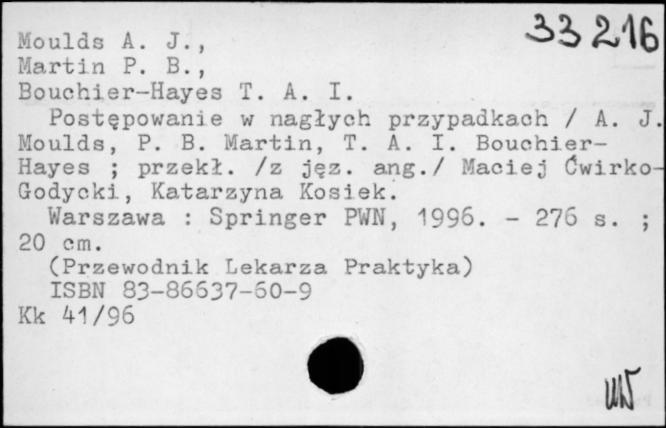 33 216
Moulds A. J.,
Martin P. B.,
Bouchier-Hayes T. A. I.
Postępowanie w nagłych przypadkach / A. J.
Moulds, P. B. Martin, T. A. I. Bouchier-
Hayes ; przekł. /z jęz. ang./ Maciej Ćwirko-
Godycki, Katarzyna Kosiek.
Warszawa : Springer PWN, 1996. - 276 s. ;
20 cm.
(Przewodnik Lekarza Praktyka)
ISBN 83-86637-60-9
Kk 41/96